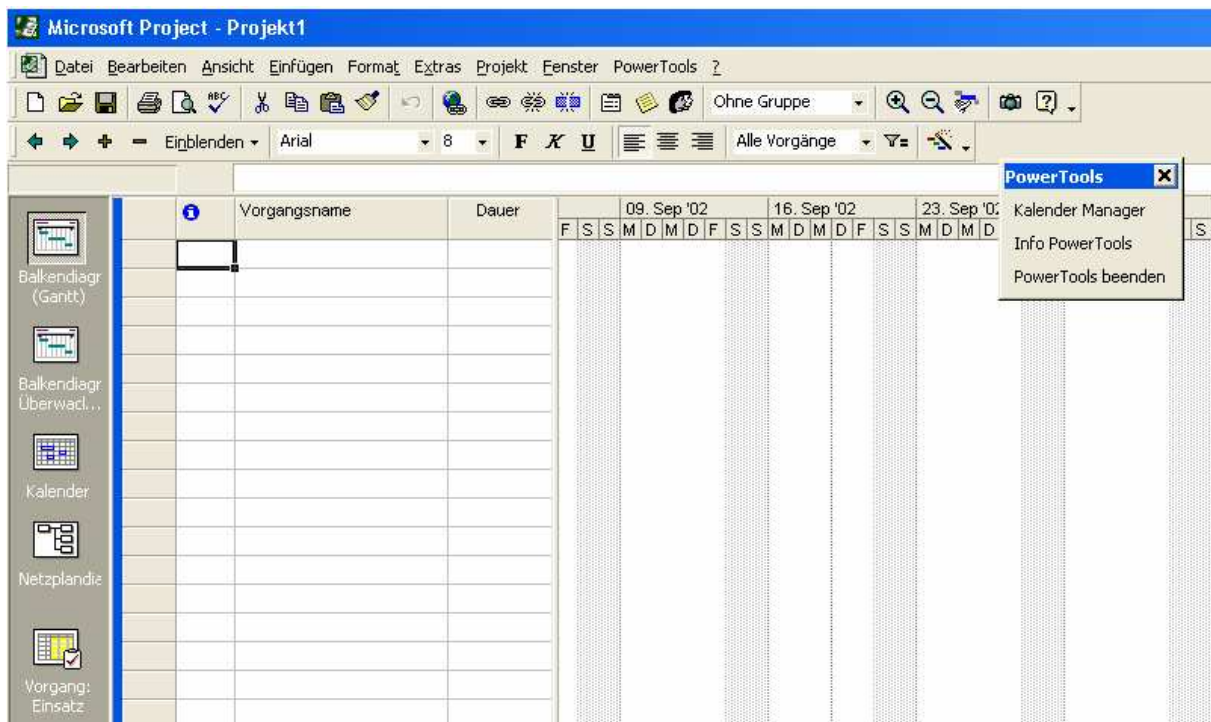 Microsoft Project - Projekt1
Datei Bearbeiten Ansicht Einfügen Format Extras Projekt Fenster PowerTools ?
ABC Ohne Gruppe
Einblenden Arial 8 F K U Alle Vorgänge
PowerTools
Kalender Manager
Info PowerTools
PowerTools beenden
Vorgangsname Dauer 09. Sep '02 16. Sep '02 23. Sep '02
F S S M D M D F S S M D M D F S S M D M D S
Balkendiagr
(Gantt)
Balkendiagr
Überwacl...
Kalender
Netzplandia
Vorgang:
Einsatz